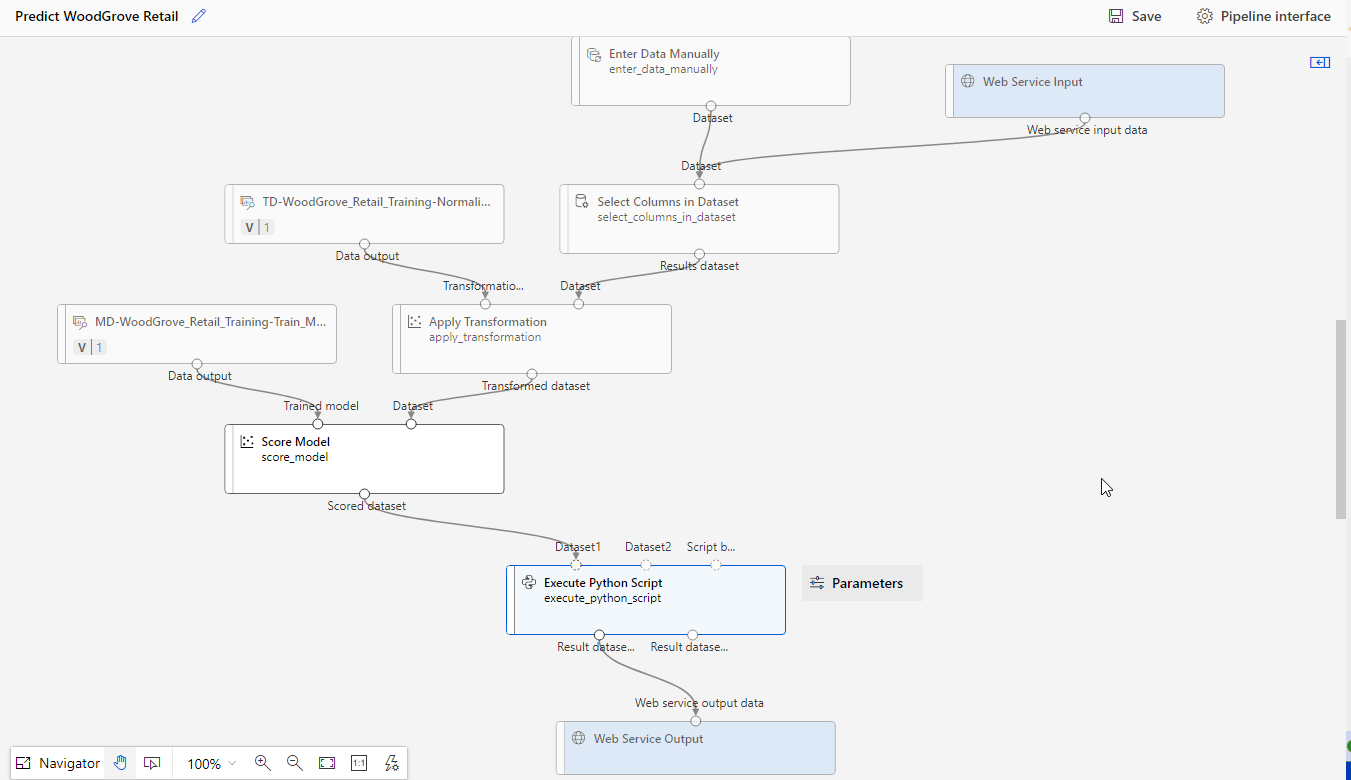 Predict WoodGrove Retail
Save
Pipeline interface
Enter Data Manually
enter_data_manually
Dataset
Web Service Input
Web service input data
Dataset
TD-WoodGrove_Retail_Training-Normali...
V 1
Data output
Select Columns in Dataset
select_columns_in_dataset
Results dataset
Transformatio...
Dataset
MD-WoodGrove_Retail_Training-Train_M...
V 1
Data output
Apply Transformation
apply_transformation
Transformed dataset
Trained model
Dataset
Score Model
score_model
Scored dataset
Dataset1
Dataset2
Script b...
Execute Python Script
execute_python_script
Parameters
Result datase...
Result datase...
Web service output data
Web Service Output
Navigator
100%
1:1